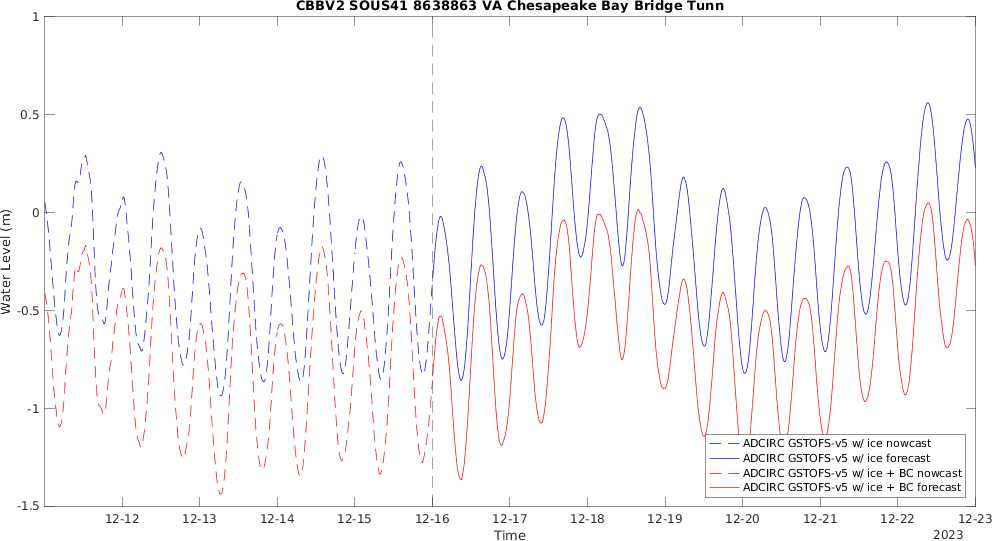 CBBV2 SOUS41 8638863 VA Chesapeake Bay Bridge Tunn
1
0.5
0
-0.5
-1
-1.5
Water Level (m)
ADCIRC GSTOFS-v5 w/ ice nowcast
ADCIRC GSTOFS-v5 w/ ice forecast
ADCIRC GSTOFS-v5 w/ ice + BC nowcast
ADCIRC GSTOFS-v5 w/ ice + BC forecast
12-12 12-13 12-14 12-15 12-16 12-17 12-18 12-19 12-20 12-21 12-22 12-23
Time
2023